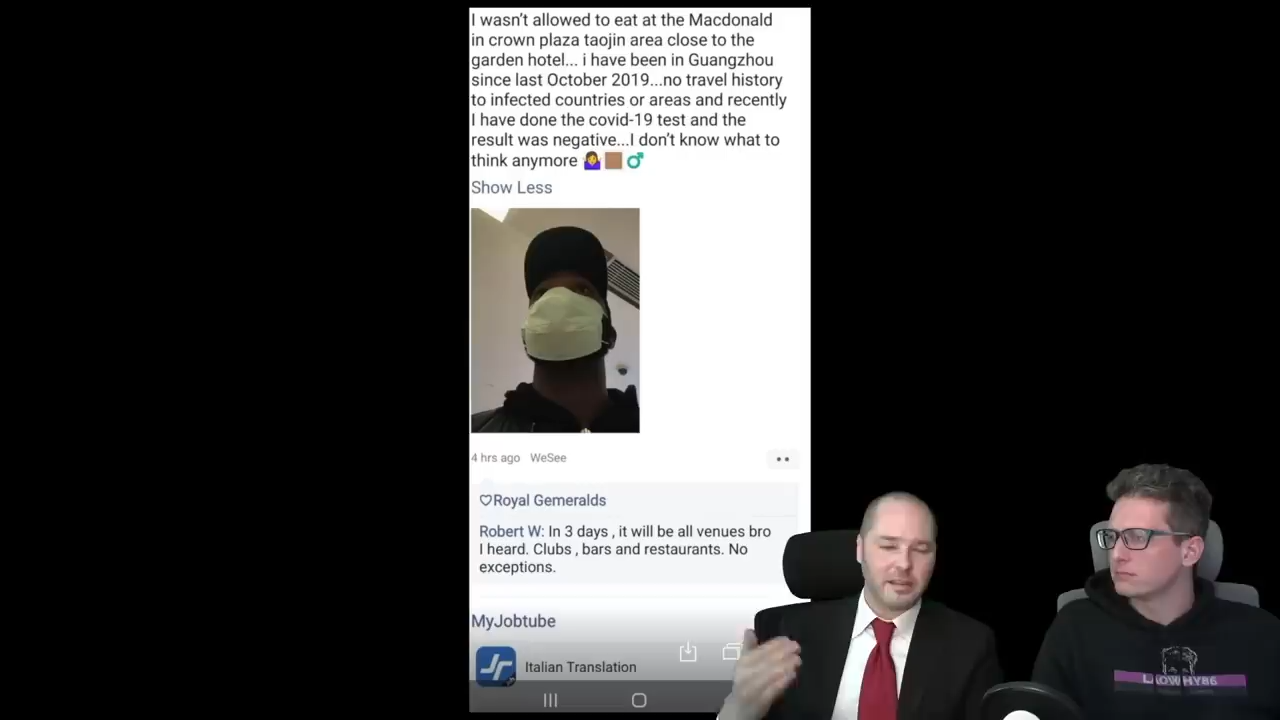 I wasn't allowed to eat at the Macdonald
in crown plaza taojin area close to the
garden hotel... i have been in Guangzhou
since last October 2019...no travel history
to infected countries or areas and recently
I have done the covid-19 test and the
result was negative...I don't know what to
think anymore 🤷‍♀️🏾♂
Show Less
4 hrs ago WeSee
♡Royal Gemeralds
Robert W: In 3 days , it will be all venues bro
I heard. Clubs , bars and restaurants. No
exceptions.
MyJobtube
Italian Translation
LAOWHY86